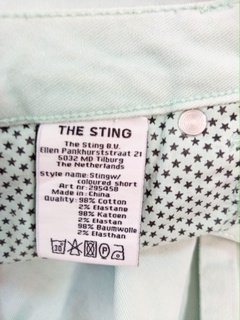 THE STING
The Sting B.V.
Ellen Pankhurststraat 21
5032 MD Tilburg
The Netherlands
Style name: Stingw/
coloured short
Art nr: 295450
Made in: China
Quality: 98% Cotton
2% Elastane
98% Katoen
2% Elastan
98% Baumwolle
2% Elasthan